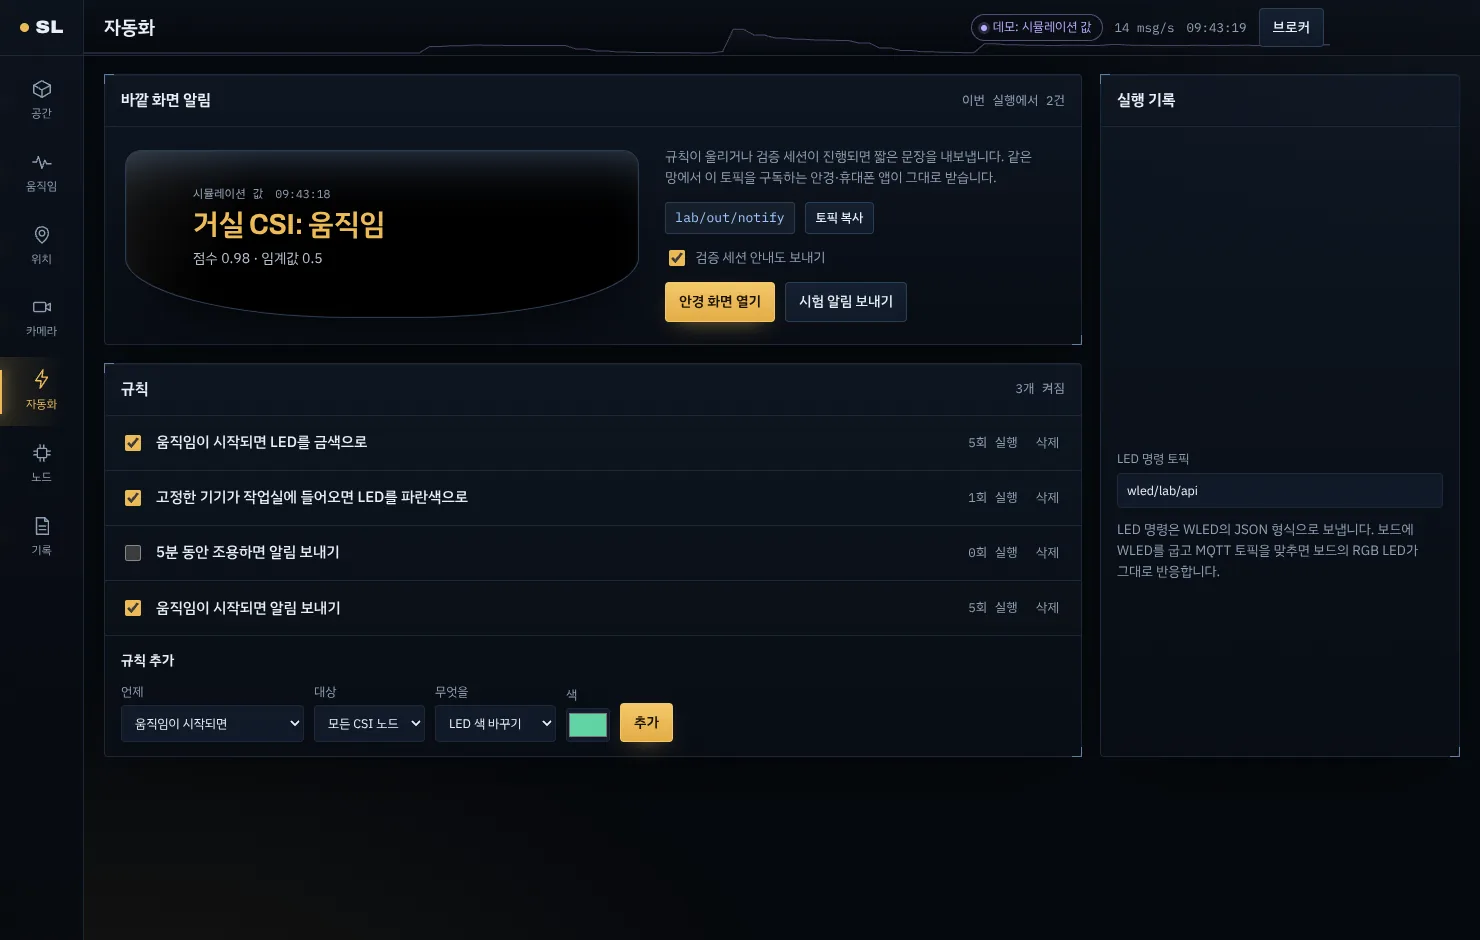 SL
자동화
데모: 시뮬레이션 값
14 msg/s
09:43:19
브로커
공간
움직임
위치
카메라
자동화
노드
기록
바깥 화면 알림
이번 실행에서 2건
시뮬레이션 값 09:43:18
거실 CSI: 움직임
점수 0.98 · 임계값 0.5
규칙이 울리거나 검증 세션이 진행되면 짧은 문장을 내보냅니다. 같은
망에서 이 토픽을 구독하는 안경·휴대폰 앱이 그대로 받습니다.
lab/out/notify
토픽 복사
검증 세션 안내도 보내기
안경 화면 열기
시험 알림 보내기
규칙
3개 켜짐
움직임이 시작되면 LED를 금색으로
5회 실행
삭제
고정한 기기가 작업실에 들어오면 LED를 파란색으로
1회 실행
삭제
5분 동안 조용하면 알림 보내기
0회 실행
삭제
움직임이 시작되면 알림 보내기
5회 실행
삭제
규칙 추가
언제
대상
무엇을
색
움직임이 시작되면
모든 CSI 노드
LED 색 바꾸기
추가
실행 기록
LED 명령 토픽
wled/lab/api
LED 명령은 WLED의 JSON 형식으로 보냅니다. 보드에
WLED를 굽고 MQTT 토픽을 맞추면 보드의 RGB LED가
그대로 반응합니다.